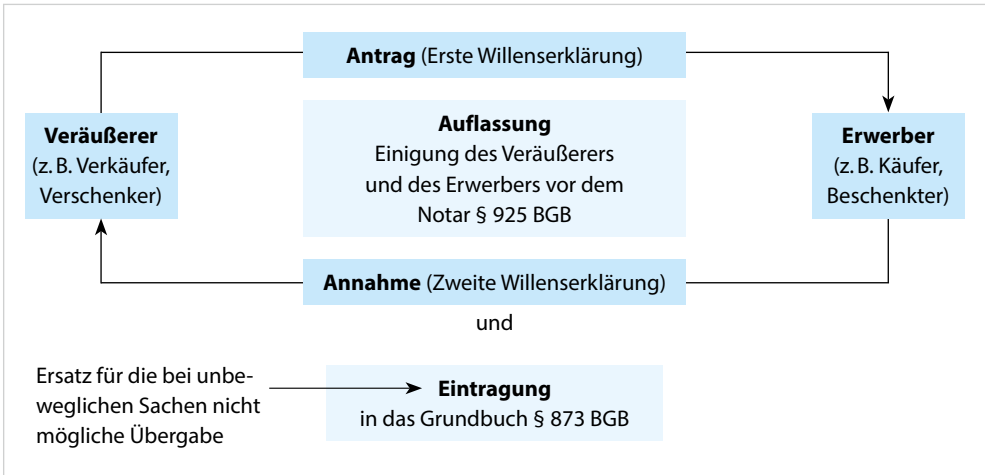 Antrag (Erste Willenserklärung)
Veräußerer
(z. B. Verkäufer,
Verschenker)
Auflassung
Einigung des Veräußerers
und des Erwerbers vor dem
Notar § 925 BGB
Erwerber
(z. B. Käufer,
Beschenkter)
Annahme (Zweite Willenserklärung)
und
Ersatz für die bei unbe-
weglichen Sachen nicht
mögliche Übergabe
Eintragung
in das Grundbuch § 873 BGB